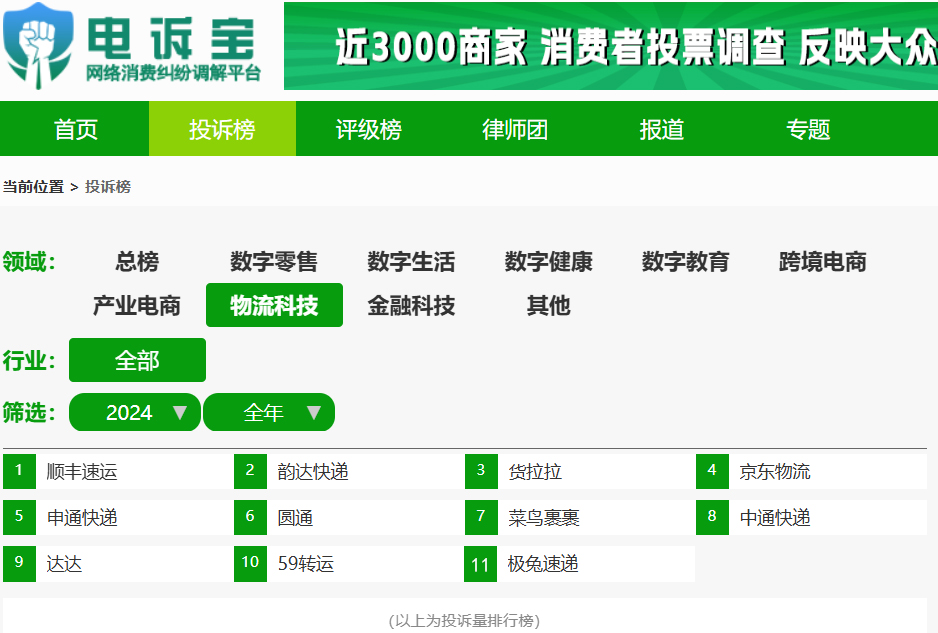 电诉宝
网络消费纠纷调解平台
近3000商家 消费者投票调查 反映大众
首页 投诉榜 评级榜 律师团 报道 专题
当前位置 > 投诉榜
领域： 总榜 数字零售 数字生活 数字健康 数字教育 跨境电商
产业电商 物流科技 金融科技 其他
行业： 全部
筛选： 2024 ▼ 全年 ▼
1 顺丰速运 2 韵达快递 3 货拉拉 4 京东物流
5 申通快递 6 圆通 7 菜鸟裹裹 8 中通快递
9 达达 10 59转运 11 极兔速递
(以上为投诉量排行榜)